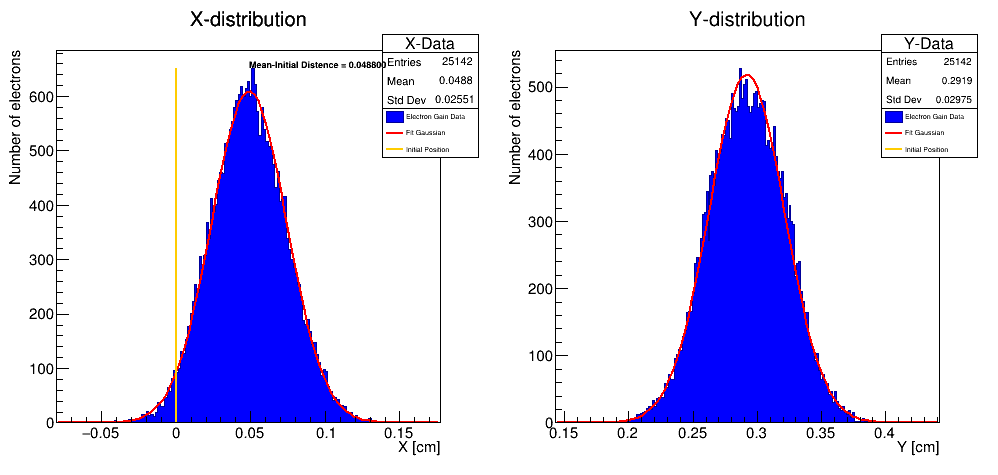 X-distribution
Number of electrons
600
500
400
300
200
100
0
−0.05
0
0.05
0.1
0.15
X [cm]
Mean-Initial Distence = 0.048800
X-Data
Entries 25142
Mean 0.0488
Std Dev 0.02551
Electron Gain Data
Fit Gaussian
Initial Position
Y-distribution
Number of electrons
500
400
300
200
100
0
0.15
0.2
0.25
0.3
0.35
0.4
Y [cm]
Y-Data
Entries 25142
Mean 0.2919
Std Dev 0.02975
Electron Gain Data
Fit Gaussian
Initial Position